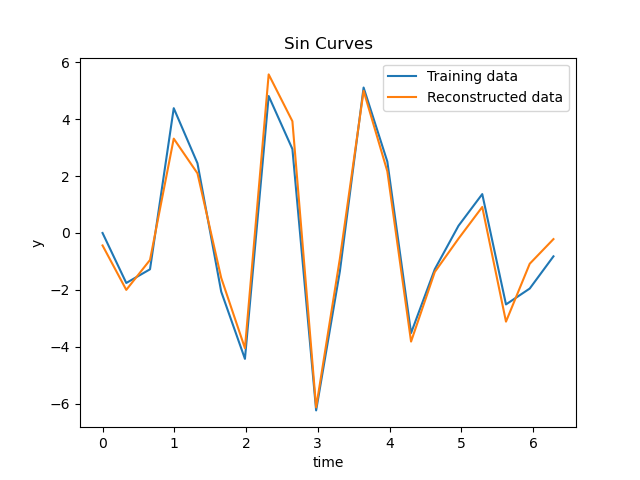 Sin Curves
Training data
Reconstructed data
6
4
2
0
−2
−4
−6
y
0 1 2 3 4 5 6
time